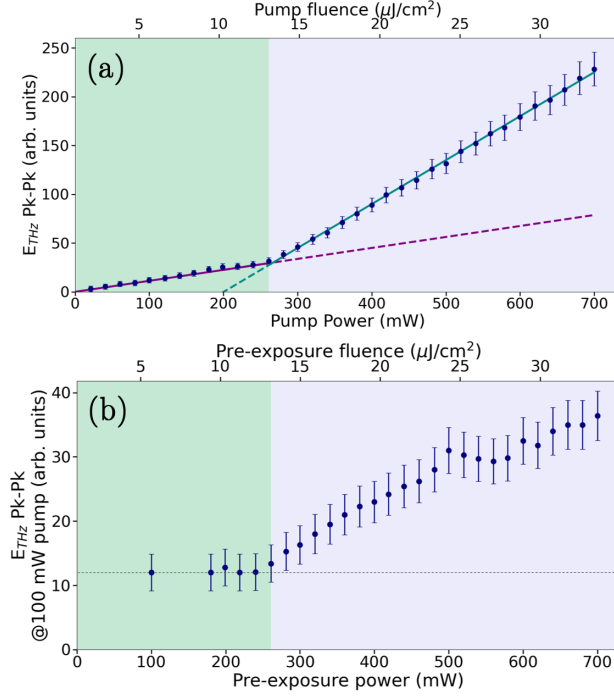 Pump fluence (μJ/cm²)
5 10 15 20 25 30
(a)
E_THz Pk-Pk (arb. units)
250
200
150
100
50
0
0 100 200 300 400 500 600 700
Pump Power (mW)
Pre-exposure fluence (μJ/cm²)
5 10 15 20 25 30
(b)
E_THz Pk-Pk
@100 mW pump (arb. units)
40
30
20
10
0
0 100 200 300 400 500 600 700
Pre-exposure power (mW)